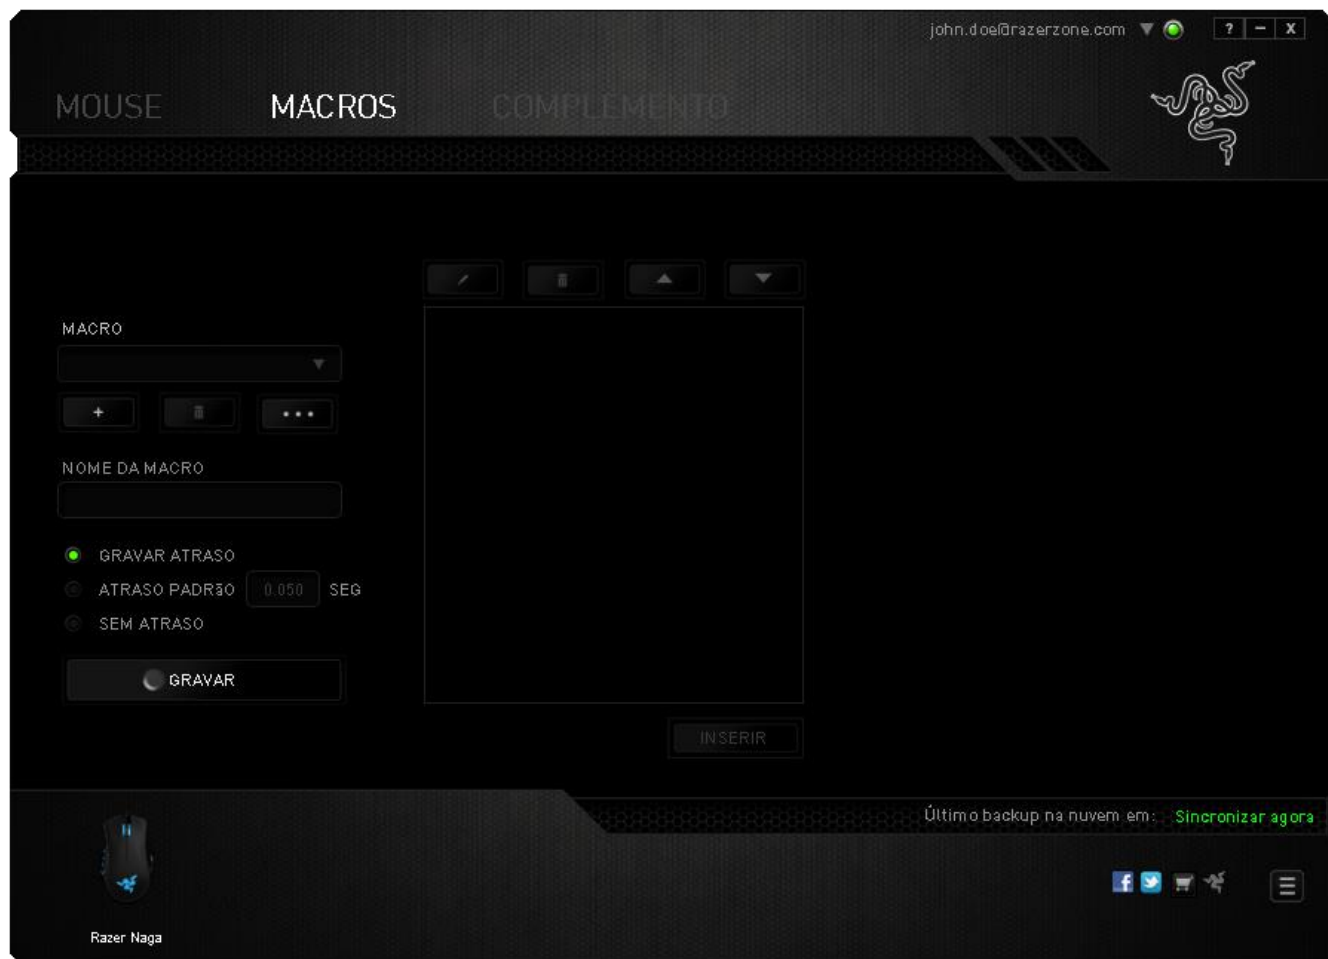 john.doe@razerzone.com
? – X
MOUSE MACROS COMPLEMENTO
MACRO
NOME DA MACRO
GRAVAR ATRASO
ATRASO PADRãO 0.050 SEG
SEM ATRASO
GRAVAR
INSERIR
Último backup na nuvem em: Sincronizar agora
Razer Naga